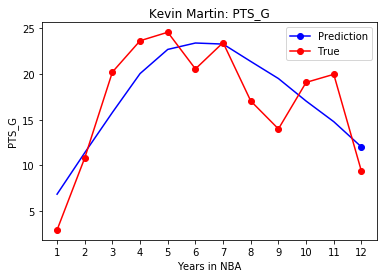 Kevin Martin: PTS_G
Prediction
True
25
20
15
10
5
PTS_G
1 2 3 4 5 6 7 8 9 10 11 12
Years in NBA